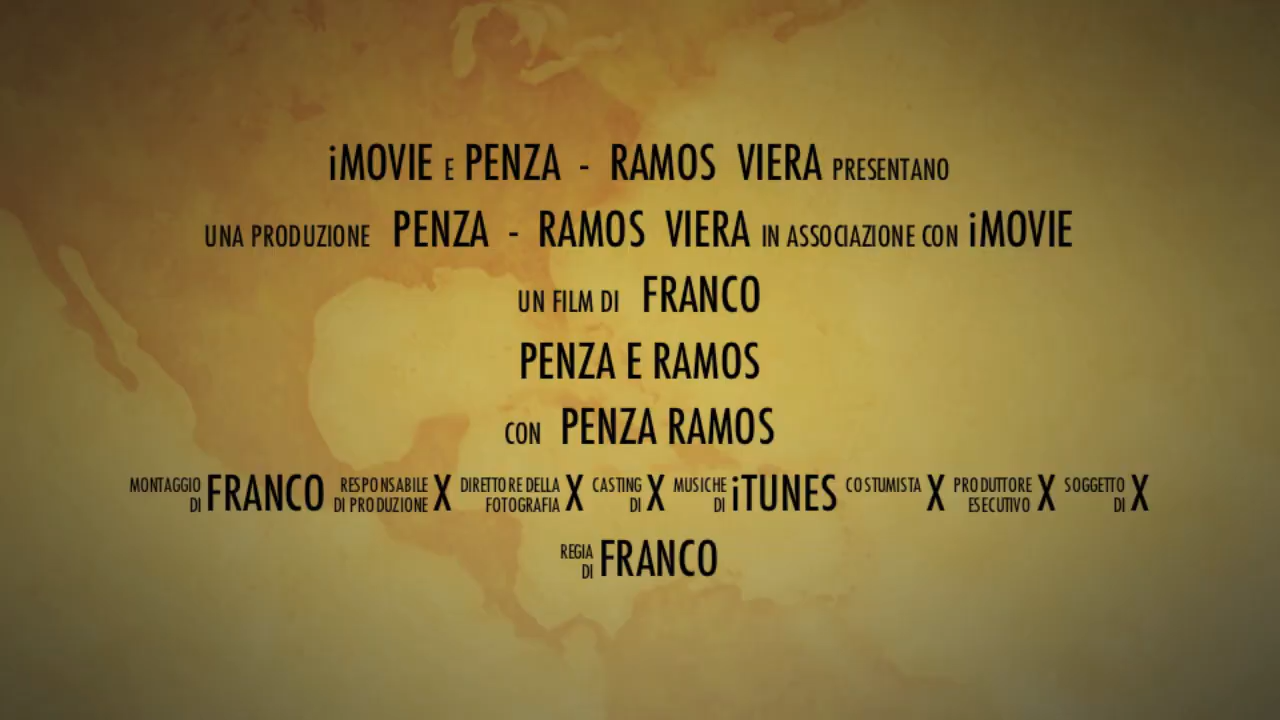 iMOVIE E PENZA - RAMOS VIERA PRESENTANO
UNA PRODUZIONE PENZA - RAMOS VIERA IN ASSOCIAZIONE CON iMOVIE
UN FILM DI FRANCO
PENZA E RAMOS
CON PENZA RAMOS
MONTAGGIO DI FRANCO RESPONSABILE DI PRODUZIONE X DIRETTORE DELLA FOTOGRAFIA X CASTING DI X MUSICHE DI iTUNES COSTUMISTA X PRODUTTORE ESECUTIVO X SOGGETTO DI X
REGIA DI FRANCO